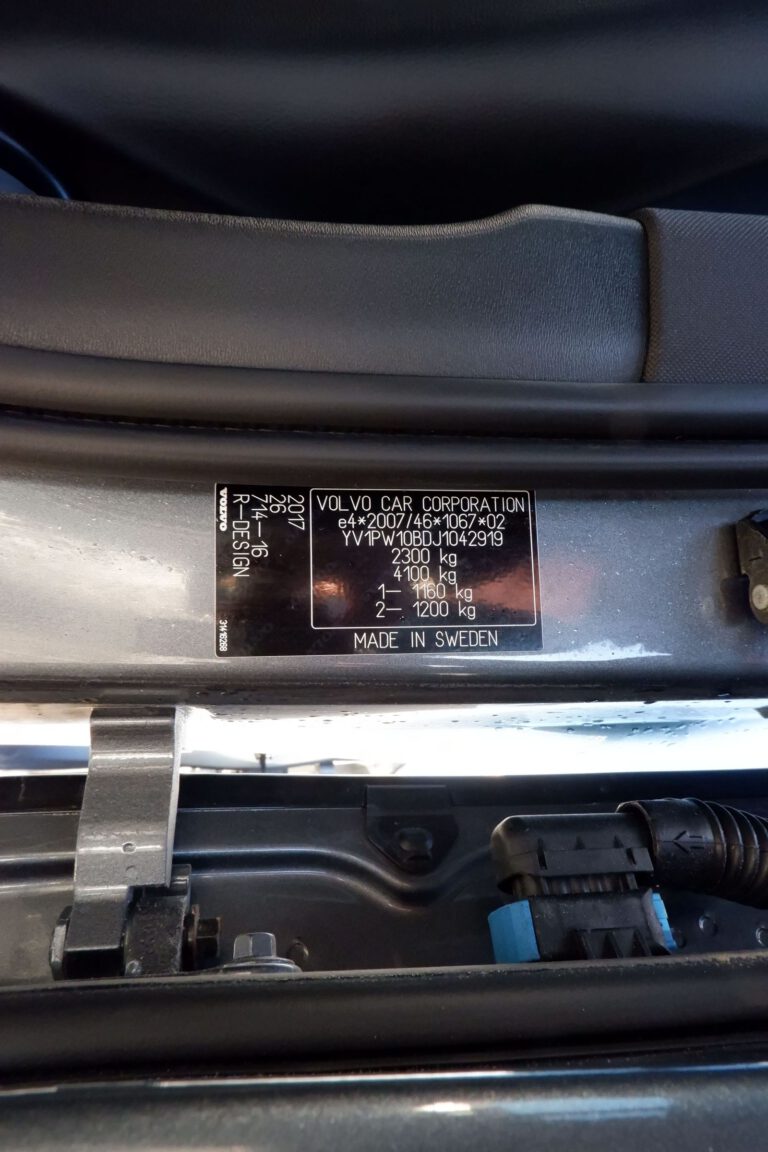 VOLVO CAR CORPORATION
e4*2007/46*1067*02
YV1PW10BDJ1042919
2300 kg
4100 kg
1- 1160 kg
2- 1200 kg
MADE IN SWEDEN
2017
26
714-16
R-DESIGN
VOLVO
31416268